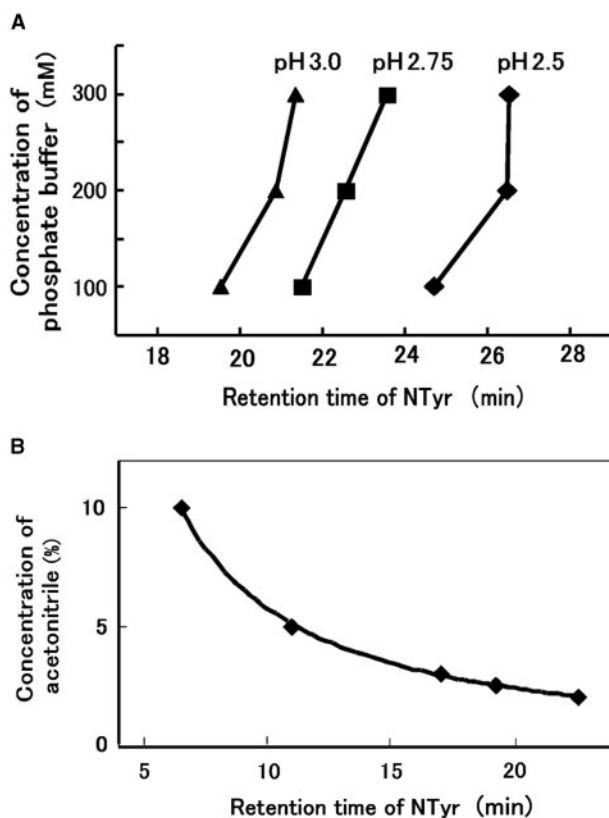 A
pH 3.0 pH 2.75 pH 2.5
Concentration of
phosphate buffer (mM)
300
200
100
18 20 22 24 26 28
Retention time of NTyr (min)
B
Concentration of
acetonitrile (%)
10
5
0
5 10 15 20
Retention time of NTyr (min)